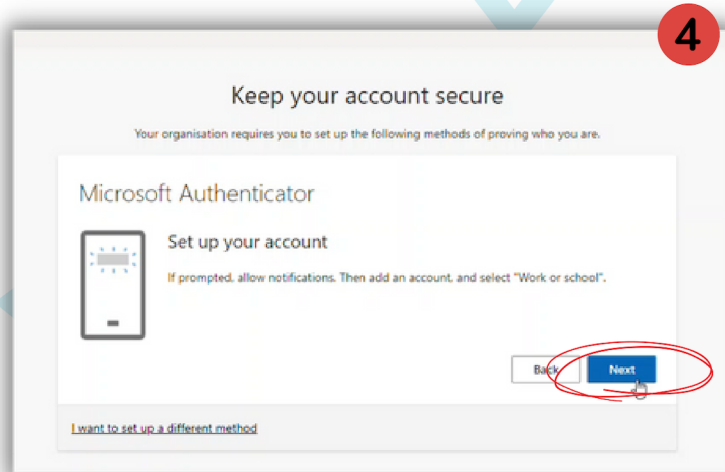 4
Keep your account secure
Your organisation requires you to set up the following methods of proving who you are.
Microsoft Authenticator
Set up your account
If prompted, allow notifications. Then add an account, and select "Work or school".
Back
Next
I want to set up a different method